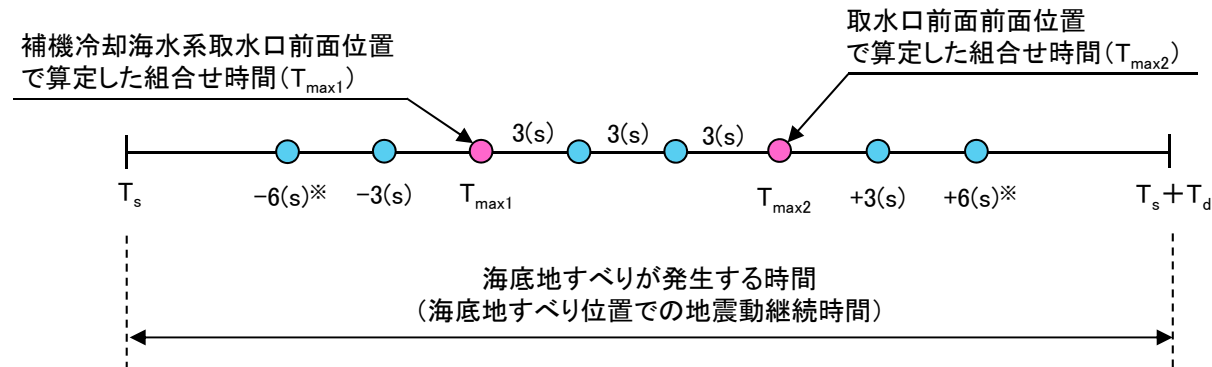 補機冷却海水系取水口前面位置
で算定した組合せ時間(Tmax1)
取水口前面前面位置
で算定した組合せ時間(Tmax2)
3(s) 3(s) 3(s)
Ts −6(s)※ −3(s) Tmax1 Tmax2 +3(s) +6(s)※ Ts＋Td
海底地すべりが発生する時間
(海底地すべり位置での地震動継続時間)